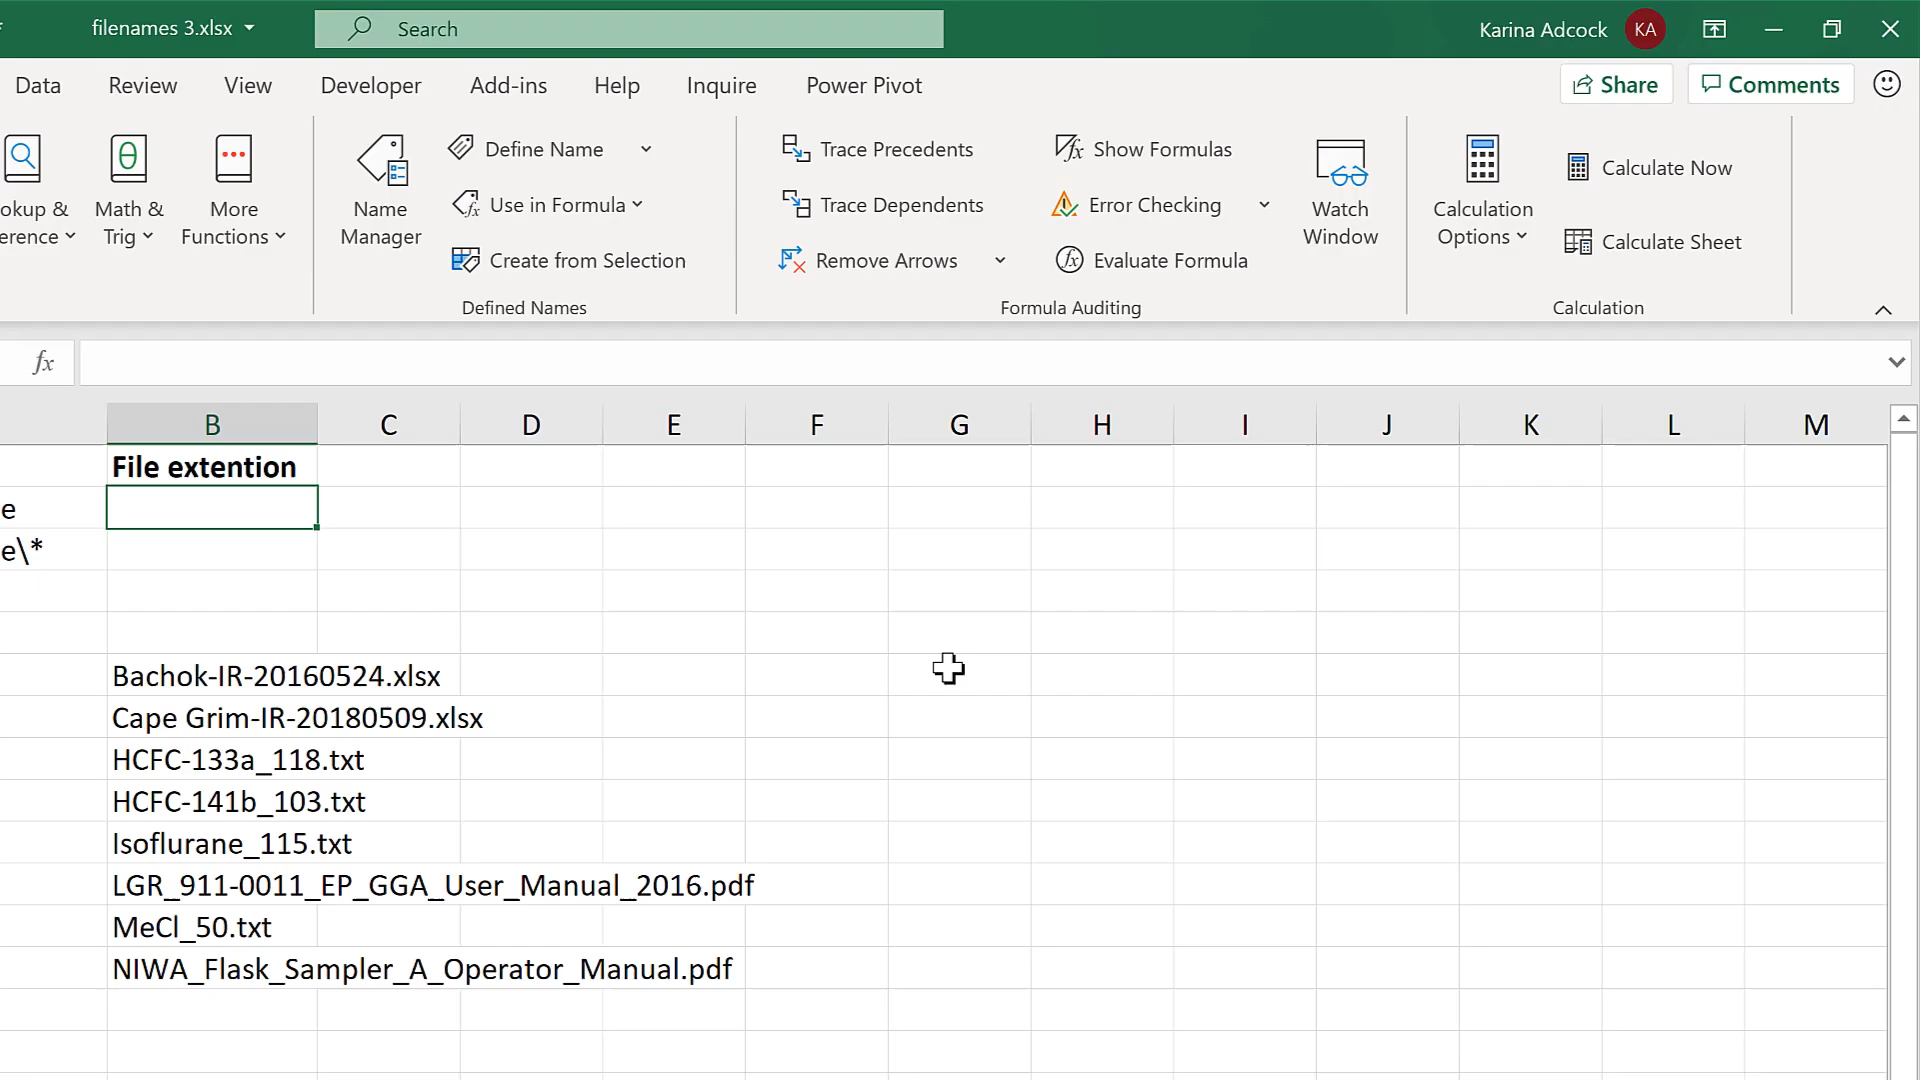 filenames 3.xlsx
Search
Karina Adcock
KA
Data
Review
View
Developer
Add-ins
Help
Inquire
Power Pivot
Share
Comments
ookup &
erence
Math &
Trig
More
Functions
Name
Manager
Define Name
Use in Formula
Create from Selection
Defined Names
Trace Precedents
Trace Dependents
Remove Arrows
Show Formulas
Error Checking
Evaluate Formula
Formula Auditing
Watch
Window
Calculation
Options
Calculate Now
Calculate Sheet
Calculation
fx
B C D E F G H I J K L M
File extention
e
e\*
Bachok-IR-20160524.xlsx
Cape Grim-IR-20180509.xlsx
HCFC-133a_118.txt
HCFC-141b_103.txt
Isoflurane_115.txt
LGR_911-0011_EP_GGA_User_Manual_2016.pdf
MeCl_50.txt
NIWA_Flask_Sampler_A_Operator_Manual.pdf